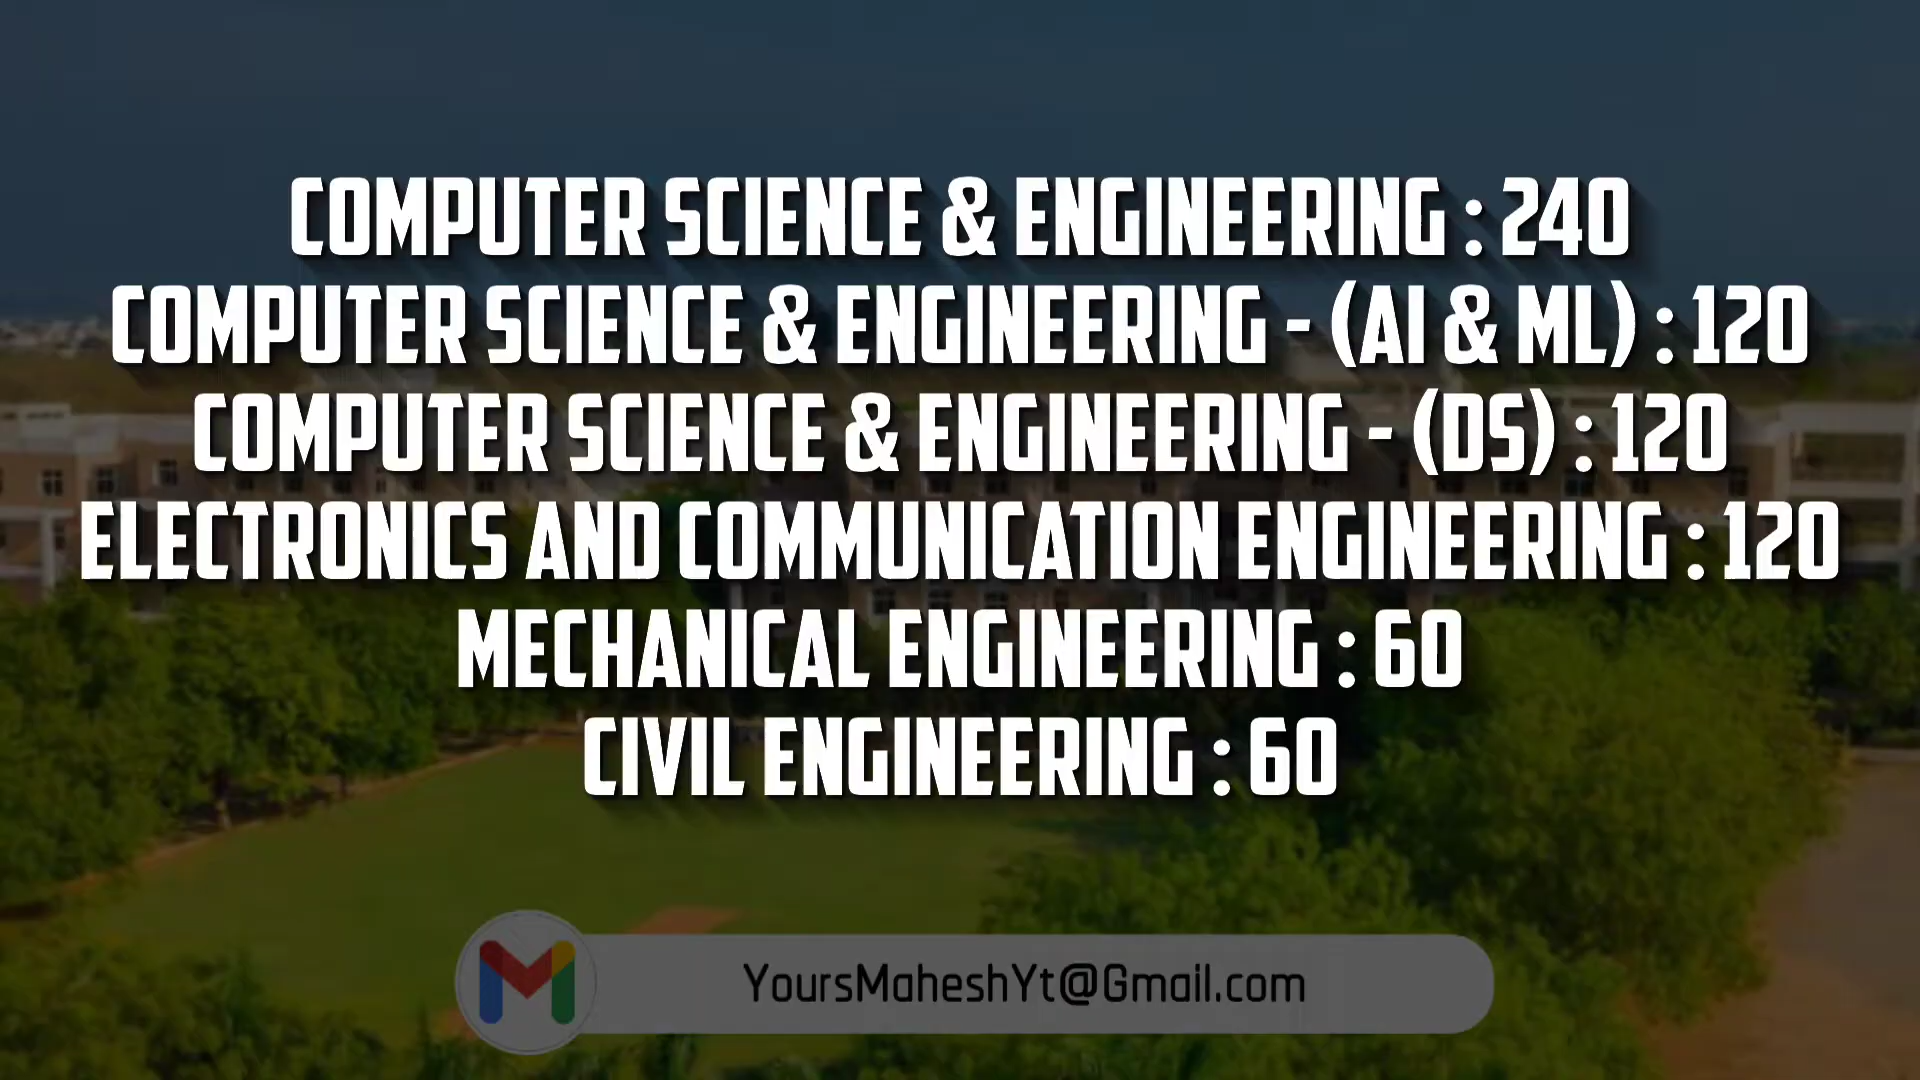 COMPUTER SCIENCE & ENGINEERING : 240
COMPUTER SCIENCE & ENGINEERING - (AI & ML) : 120
COMPUTER SCIENCE & ENGINEERING - (DS) : 120
ELECTRONICS AND COMMUNICATION ENGINEERING : 120
MECHANICAL ENGINEERING : 60
CIVIL ENGINEERING : 60
YoursMaheshYt@Gmail.com